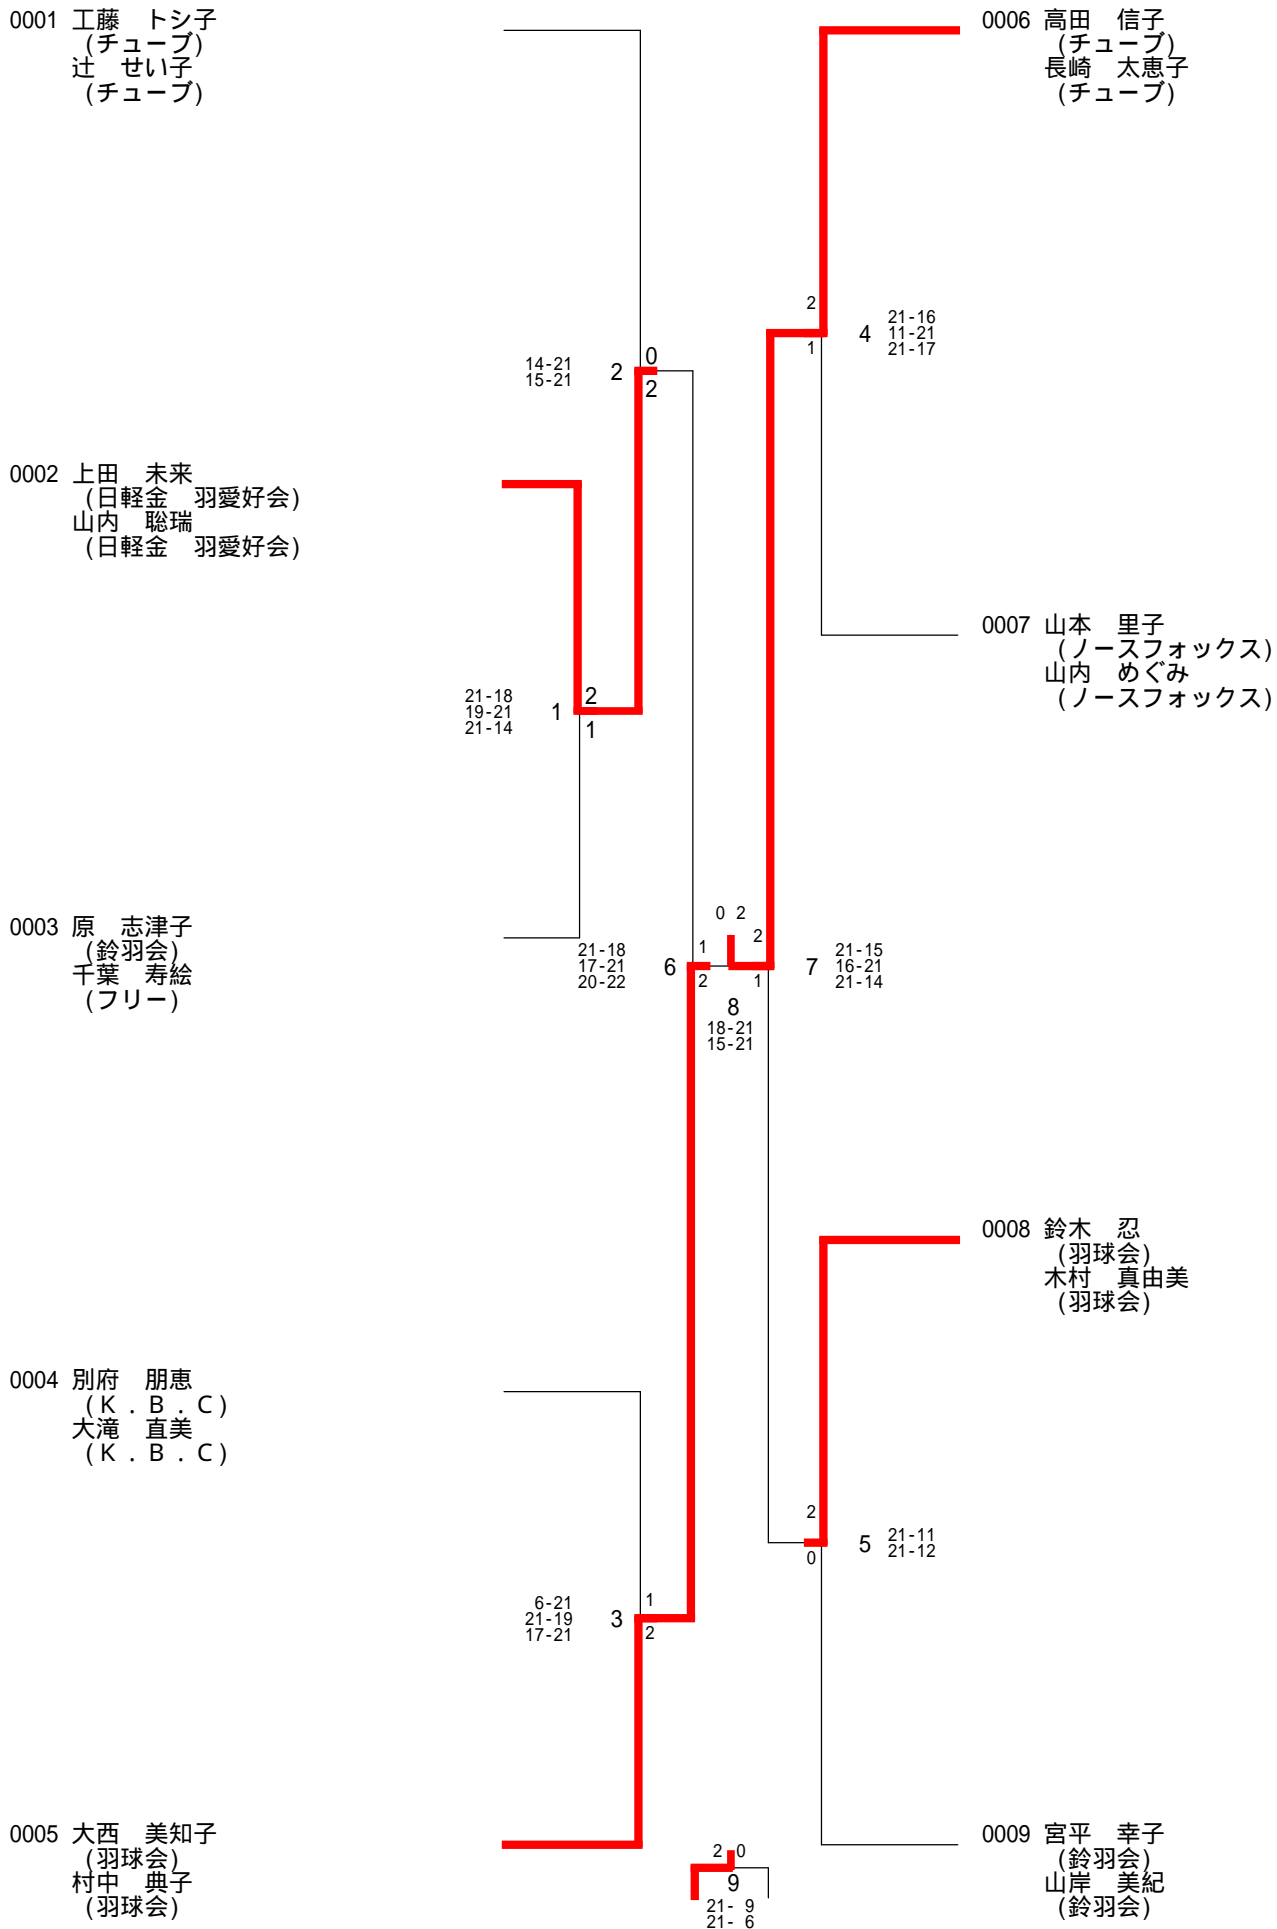 0001 工藤　トシ子
(チューブ)
辻　せい子
(チューブ)
0002 上田　未来
(日軽金　羽愛好会)
山内　聡瑞
(日軽金　羽愛好会)
0003 原　志津子
(鈴羽会)
千葉　寿絵
(フリー)
0004 別府　朋恵
(Ｋ．Ｂ．Ｃ)
大滝　直美
(Ｋ．Ｂ．Ｃ)
0005 大西　美知子
(羽球会)
村中　典子
(羽球会)
14-21
15-21
2
0
2
21-18
19-21
21-14
1
2
1
21-18
17-21
20-22
6
1
2
6-21
21-19
17-21
3
1
2
0 2
8
18-21
15-21
2 0
9
21- 9
21- 6
2
1
4
21-16
11-21
21-17
2
1
7
21-15
16-21
21-14
2
0
5
21-11
21-12
0006 高田　信子
(チューブ)
長崎　太恵子
(チューブ)
0007 山本　里子
(ノースフォックス)
山内　めぐみ
(ノースフォックス)
0008 鈴木　忍
(羽球会)
木村　真由美
(羽球会)
0009 宮平　幸子
(鈴羽会)
山岸　美紀
(鈴羽会)